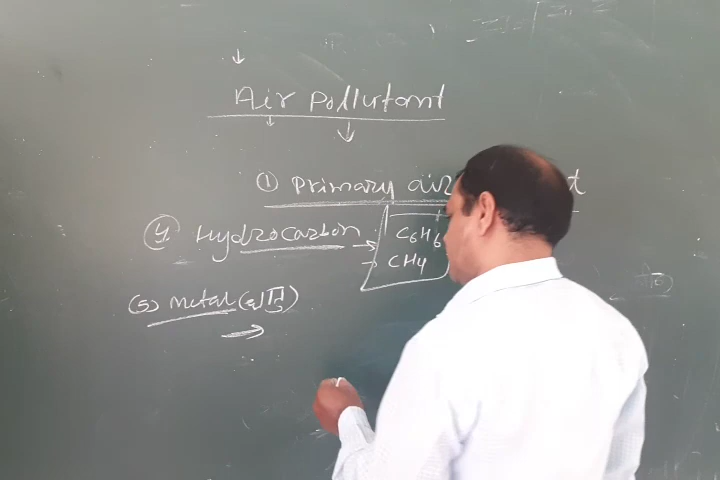 Air Pollutant
① Primary air t
④. Hydrocarbon → C6H6
→ CH4
(5) Metal (धातु)